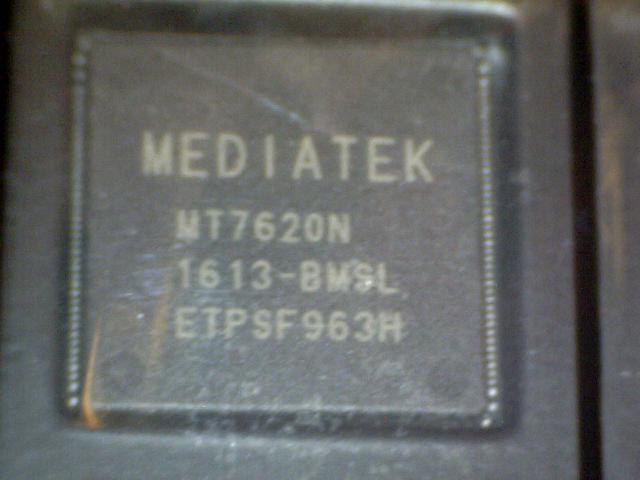 MEDIATEK
MT7620N
1613-BMSL
ETPSF963H